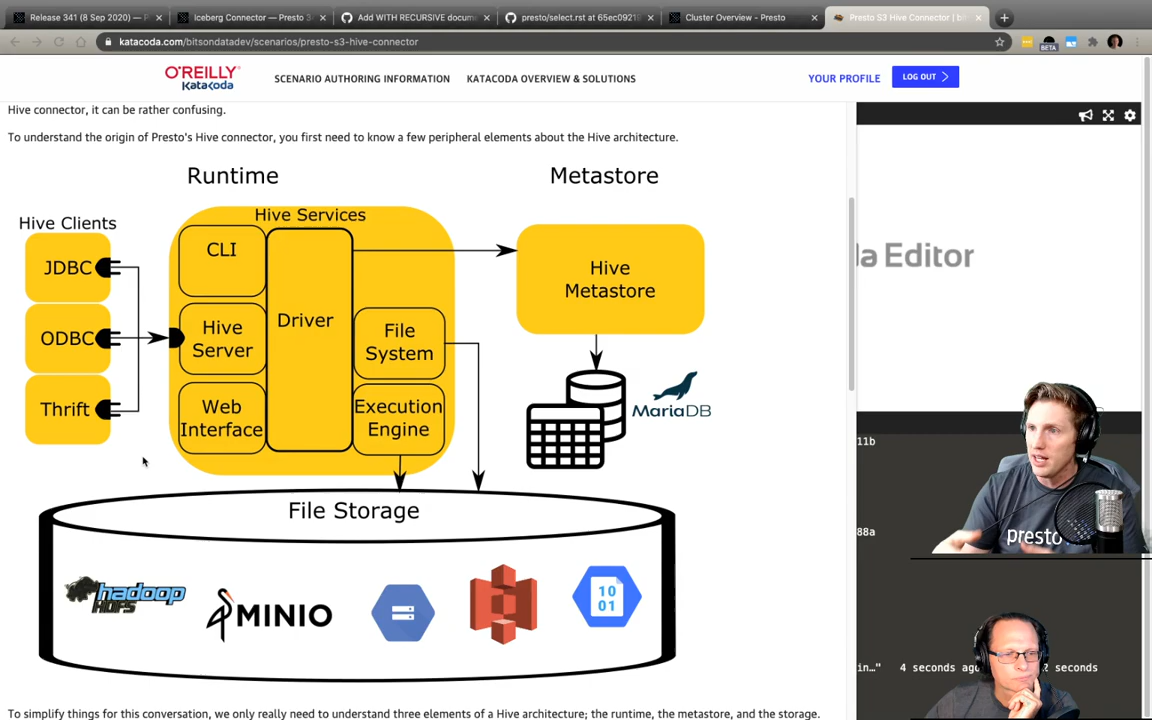 Release 341 (8 Sep 2020) —
Iceberg Connector — Presto 3
Add WITH RECURSIVE docume
presto/select.rst at 65ec0921
Cluster Overview - Presto
Presto S3 Hive Connector | b
katacoda.com/bitsondatadev/scenarios/presto-s3-hive-connector
BETA
O'REILLY
Katacoda
SCENARIO AUTHORING INFORMATION
KATACODA OVERVIEW & SOLUTIONS
YOUR PROFILE
LOG OUT
Hive connector, it can be rather confusing.
To understand the origin of Presto's Hive connector, you first need to know a few peripheral elements about the Hive architecture.
Runtime
Metastore
Hive Clients
Hive Services
JDBC
ODBC
Thrift
CLI
Hive
Server
Web
Interface
Driver
File
System
Execution
Engine
Hive
Metastore
MariaDB
File Storage
hadoop
HDFS
MINIO
10
01
To simplify things for this conversation, we only really need to understand three elements of a Hive architecture; the runtime, the metastore, and the storage.
a Editor
11b
88a
in…" 4 seconds ago 2 seconds
presto